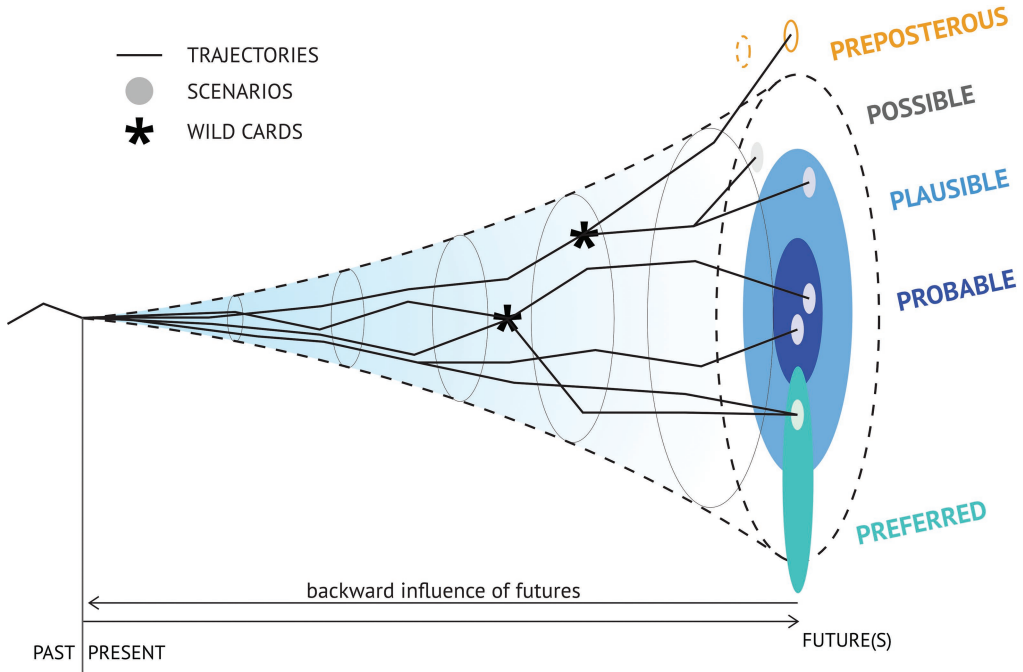 PREPOSTEROUS
TRAJECTORIES
SCENARIOS
POSSIBLE
WILD CARDS
PLAUSIBLE
PROBABLE
PREFERRED
backward influence of futures
FUTURE(S)
PAST PRESENT